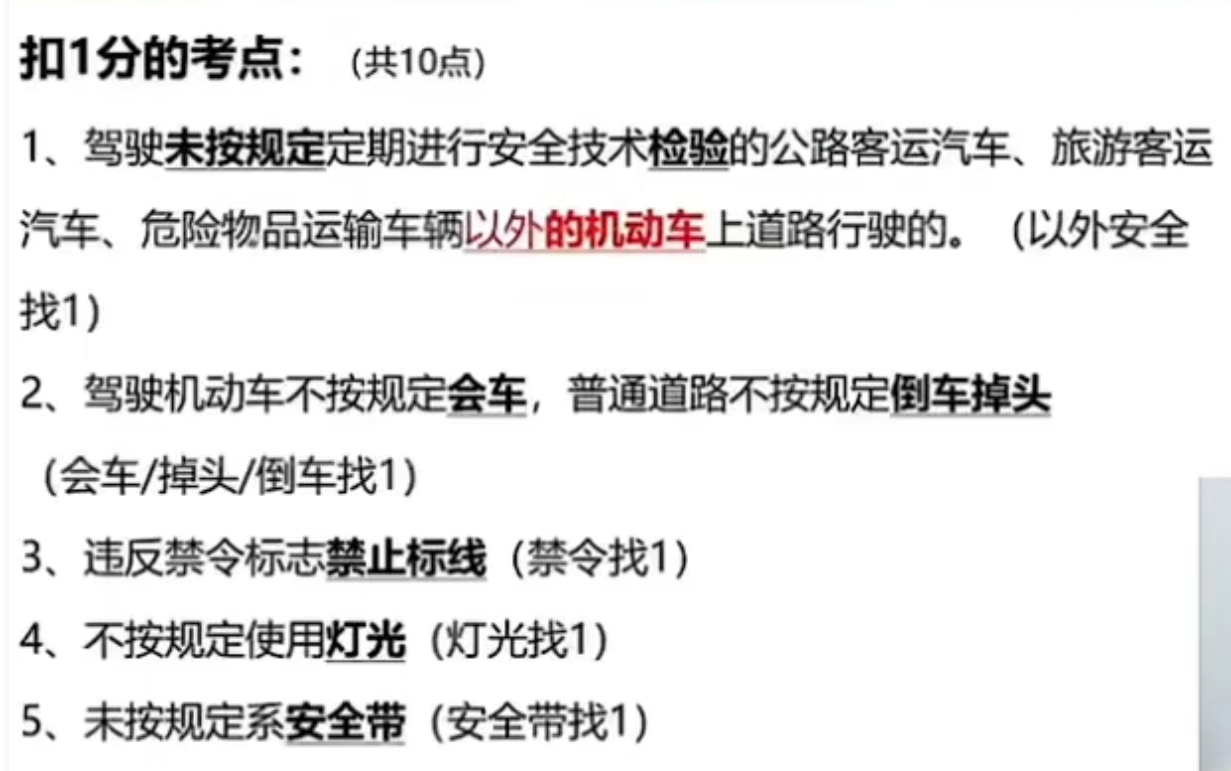 扣1分的考点：（共10点）
1、驾驶未按规定定期进行安全技术检验的公路客运汽车、旅游客运
汽车、危险物品运输车辆以外的机动车上道路行驶的。（以外安全
找1）
2、驾驶机动车不按规定会车，普通道路不按规定倒车掉头
（会车/掉头/倒车找1）
3、违反禁令标志禁止标线（禁令找1）
4、不按规定使用灯光（灯光找1）
5、未按规定系安全带（安全带找1）